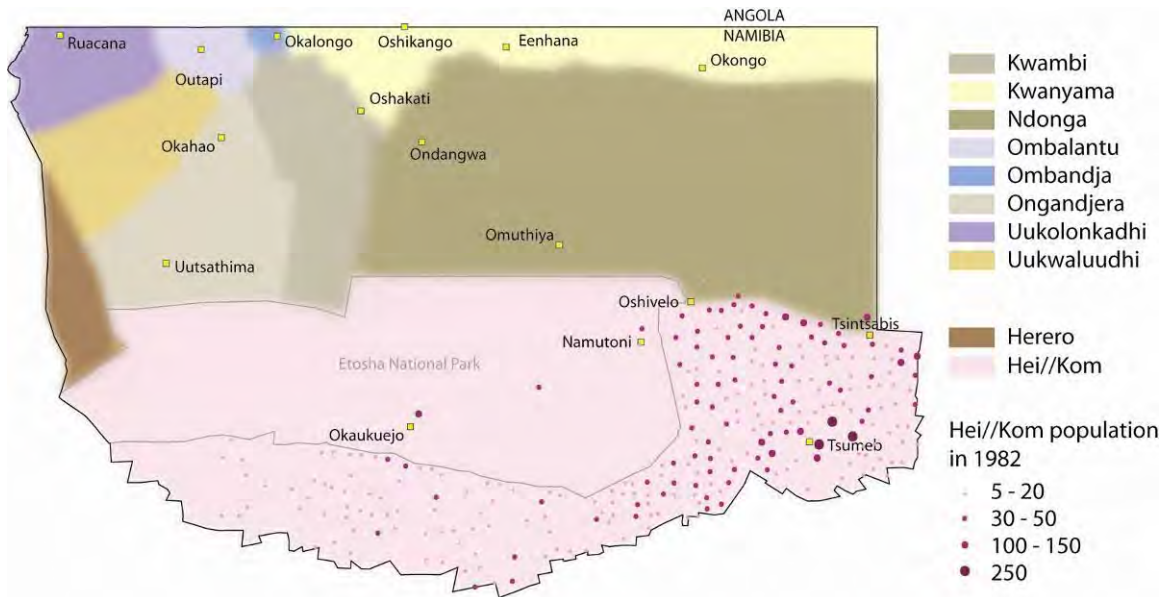 ANGOLA
NAMIBIA
Ruacana
Okalongo
Oshikango
Eenhana
Okongo
Outapi
Oshakati
Okahao
Ondangwa
Omuthiya
Uutsathima
Oshivelo
Tsintsabis
Namutoni
Etosha National Park
Okaukuejo
Tsumeb
Kwambi
Kwanyama
Ndonga
Ombalantu
Ombandja
Ongandjera
Uukolonkadhi
Uukwaluudhi
Herero
Hei//Kom
Hei//Kom population
in 1982
5 - 20
30 - 50
100 - 150
250